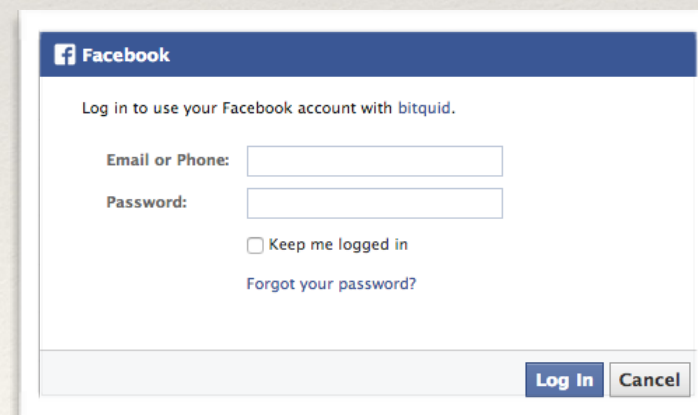 Facebook
Log in to use your Facebook account with bitquid.
Email or Phone:
Password:
Keep me logged in
Forgot your password?
Log In Cancel